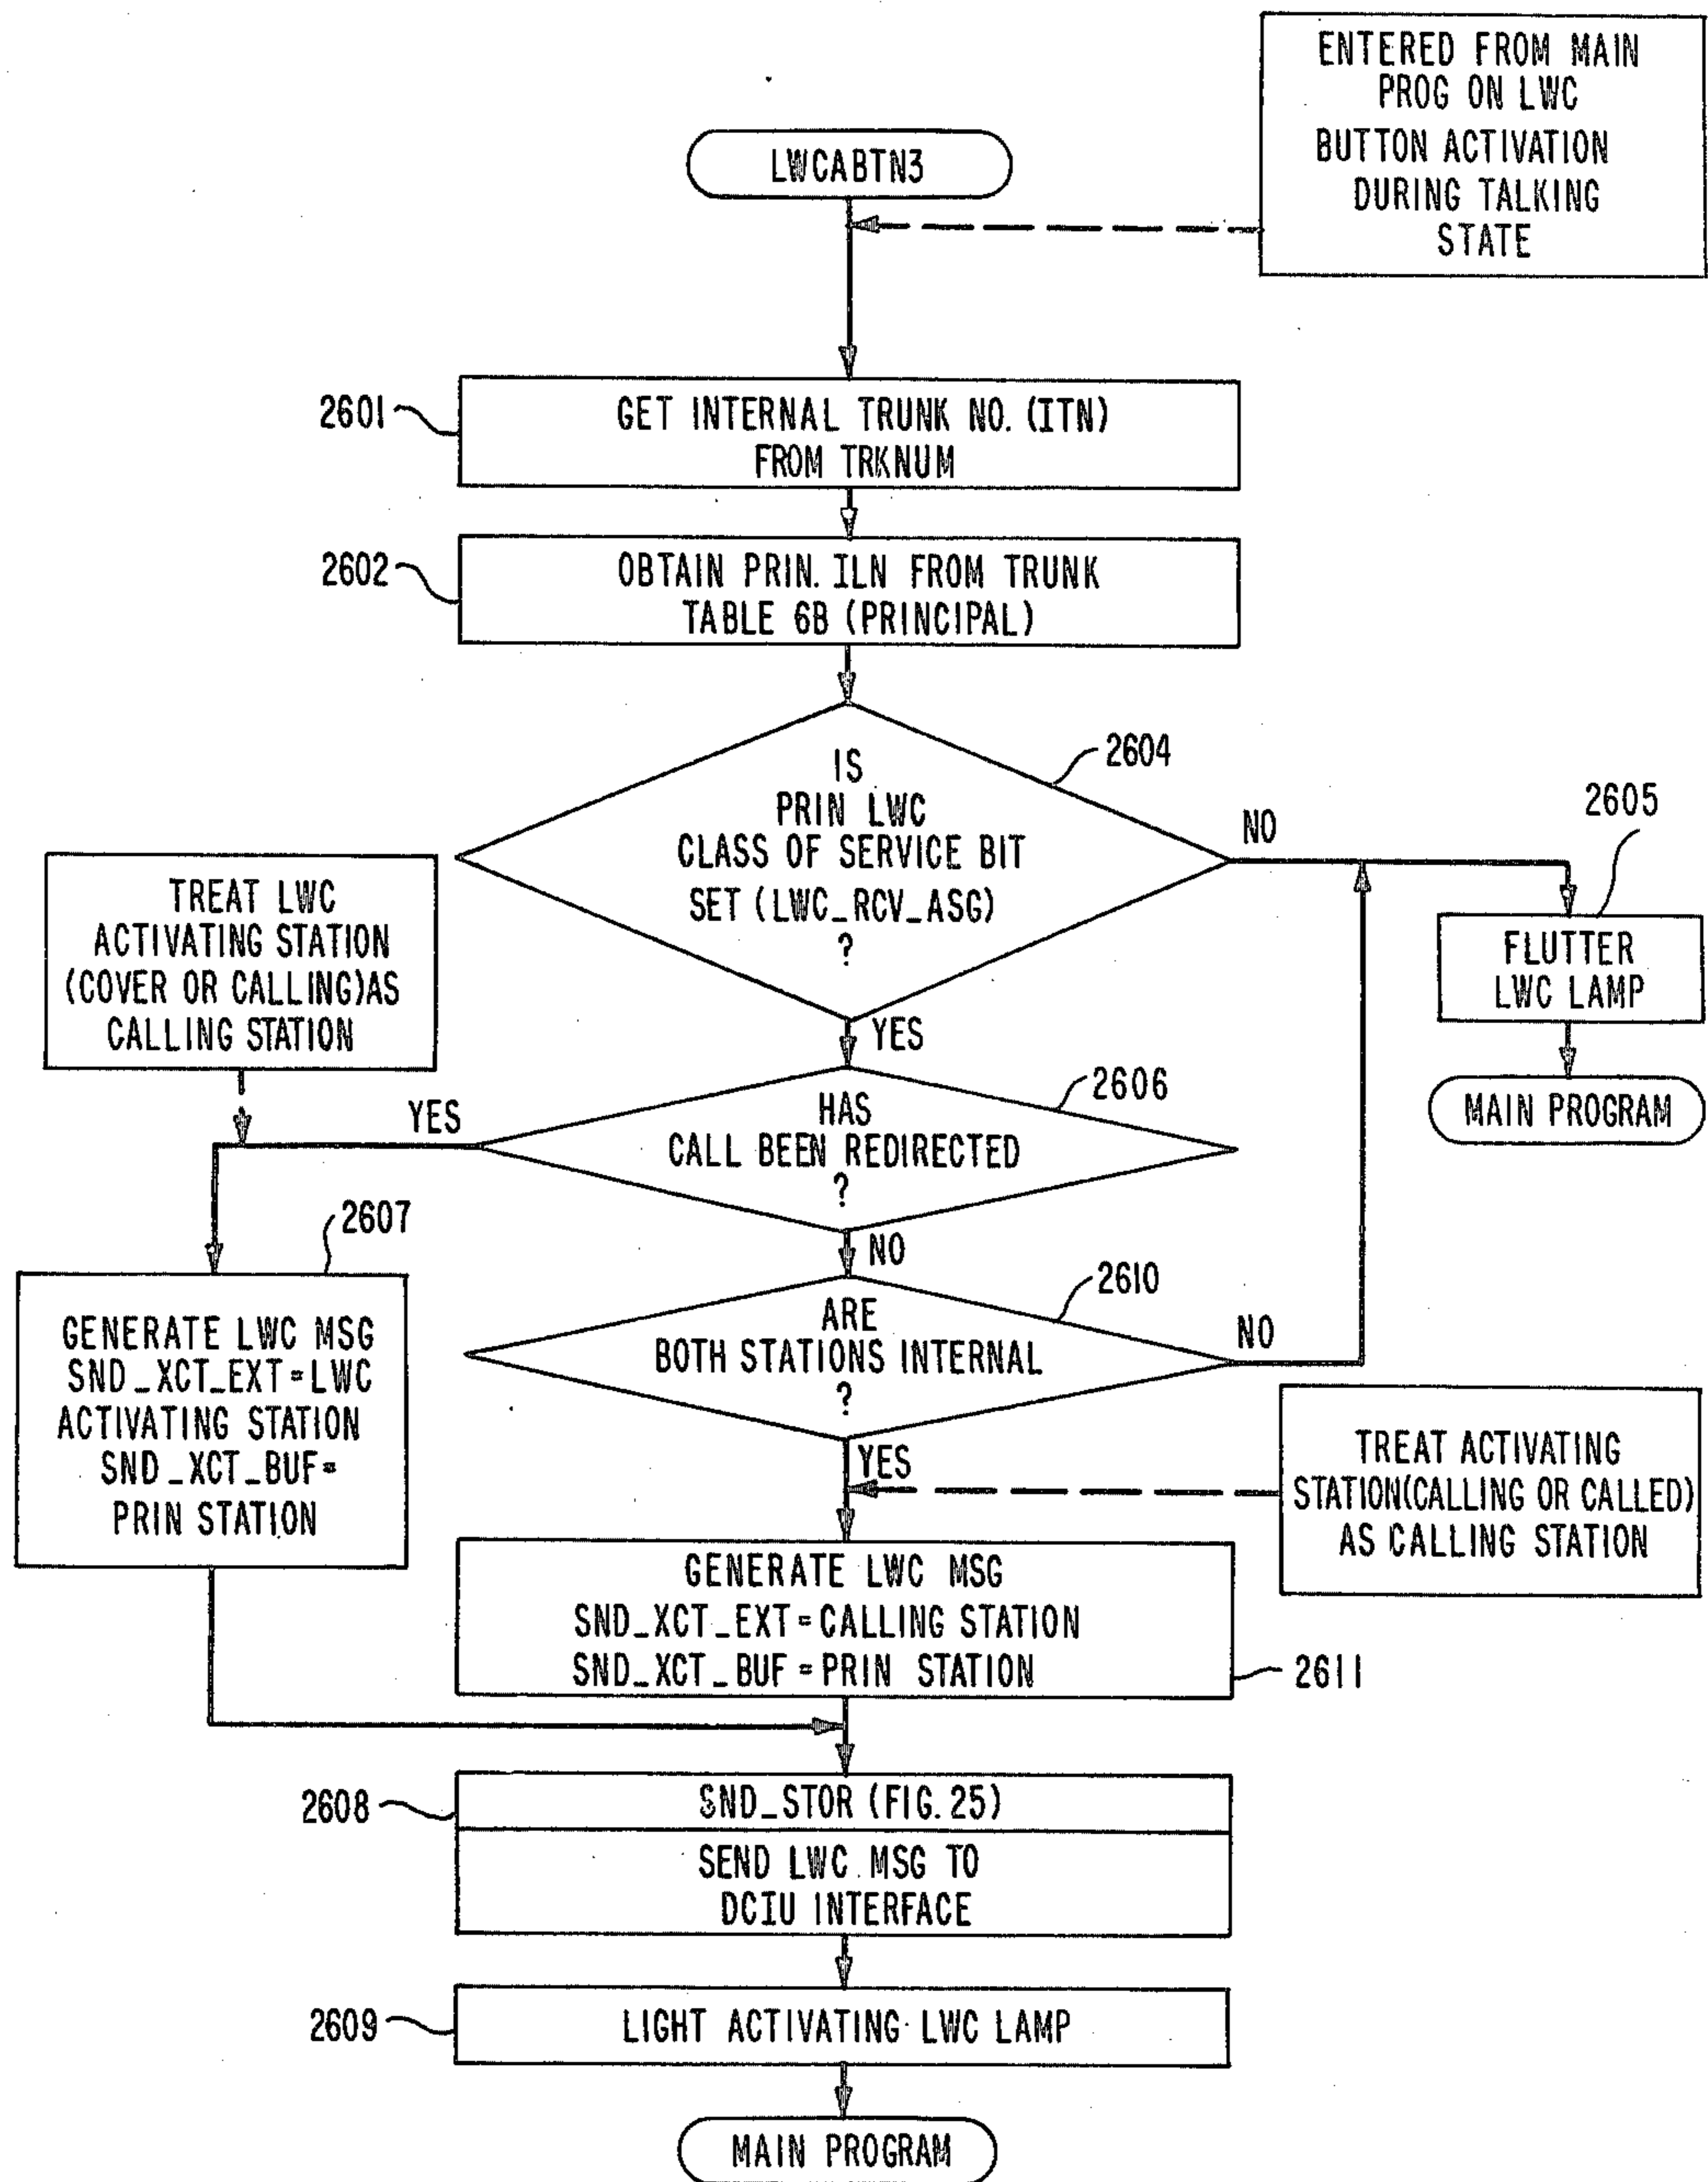 ENTERED FROM MAIN
PROG ON LWC
BUTTON ACTIVATION
DURING TALKING
STATE
LWCABTN3
2601
GET INTERNAL TRUNK NO. (ITN)
FROM TRKNUM
2602
OBTAIN PRIN. ILN FROM TRUNK
TABLE 6B (PRINCIPAL)
2604
IS
PRIN LWC
CLASS OF SERVICE BIT
SET (LWC_RCV_ASG)
?
NO
2605
FLUTTER
LWC LAMP
MAIN PROGRAM
YES
TREAT LWC
ACTIVATING STATION
(COVER OR CALLING)AS
CALLING STATION
2606
HAS
CALL BEEN REDIRECTED
?
YES
NO
2607
GENERATE LWC MSG
SND_XCT_EXT=LWC
ACTIVATING STATION
SND_XCT_BUF=
PRIN STATION
2610
ARE
BOTH STATIONS INTERNAL
?
NO
YES
TREAT ACTIVATING
STATION(CALLING OR CALLED)
AS CALLING STATION
GENERATE LWC MSG
SND_XCT_EXT=CALLING STATION
SND_XCT_BUF=PRIN STATION
2611
2608
SND_STOR (FIG. 25)
SEND LWC MSG TO
DCIU INTERFACE
2609
LIGHT ACTIVATING LWC LAMP
MAIN PROGRAM